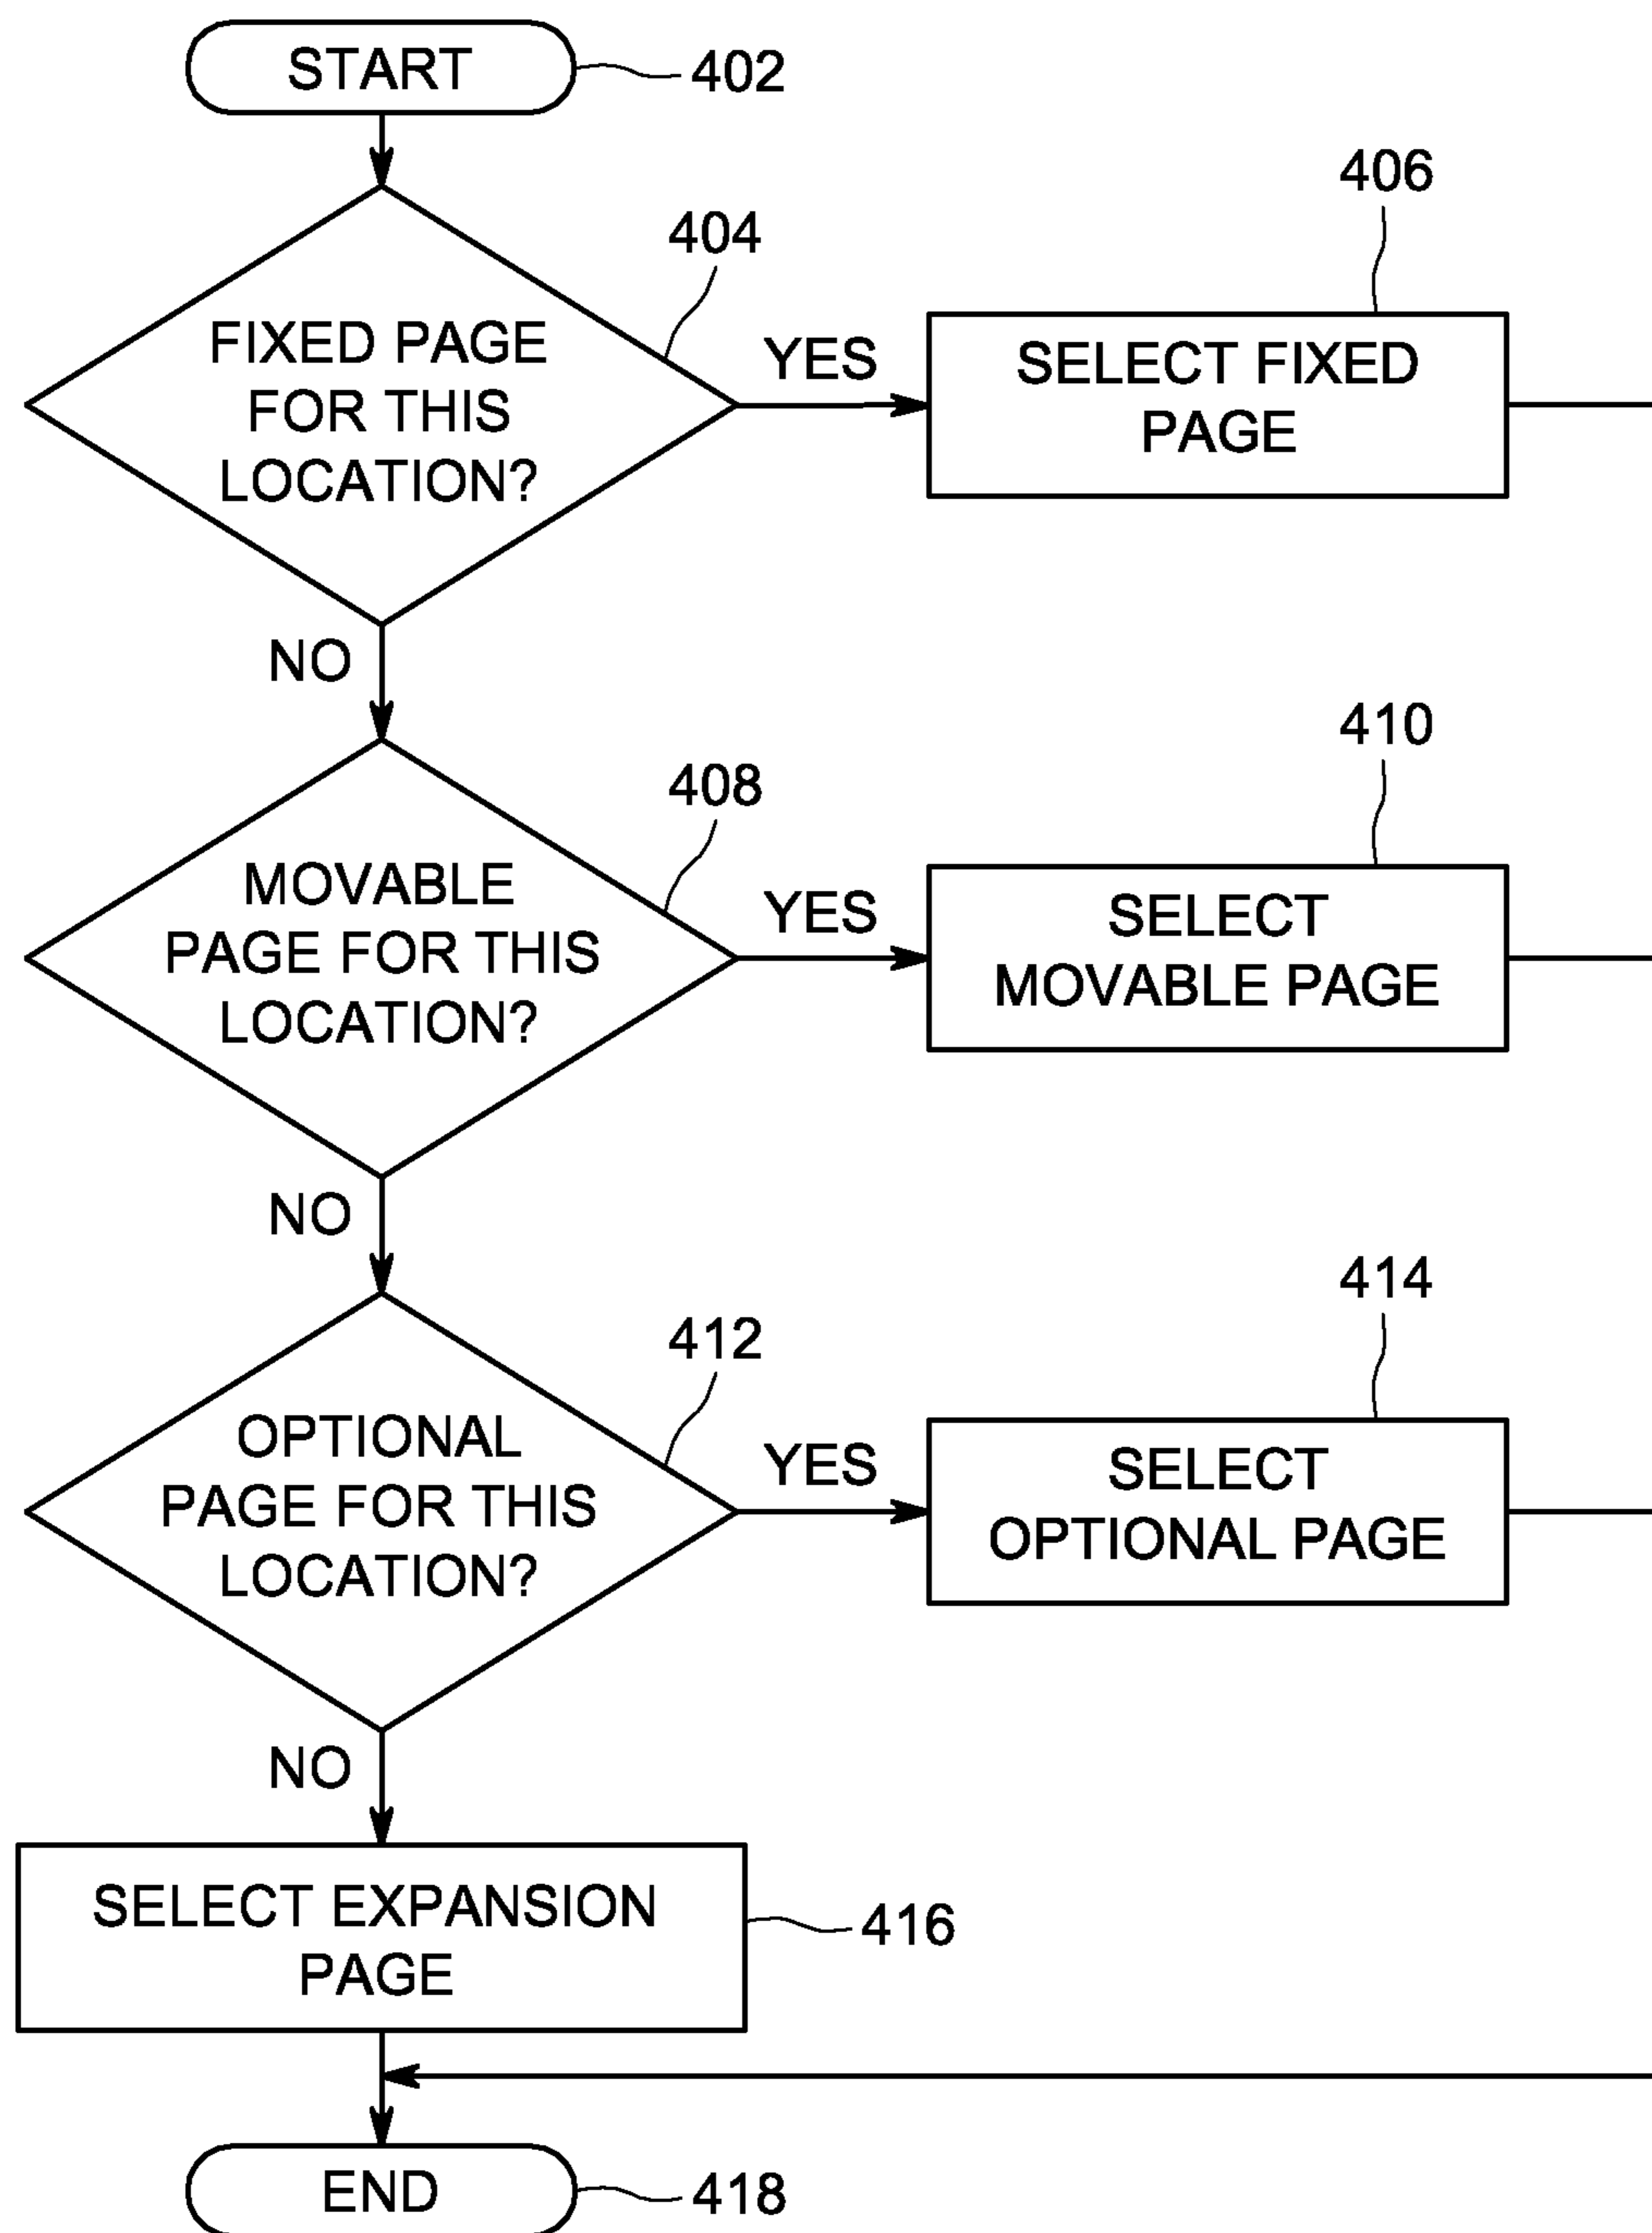 START
402
404
FIXED PAGE
FOR THIS
LOCATION?
YES
406
SELECT FIXED
PAGE
NO
408
MOVABLE
PAGE FOR THIS
LOCATION?
YES
410
SELECT
MOVABLE PAGE
NO
412
OPTIONAL
PAGE FOR THIS
LOCATION?
YES
414
SELECT
OPTIONAL PAGE
NO
SELECT EXPANSION
PAGE
416
END
418